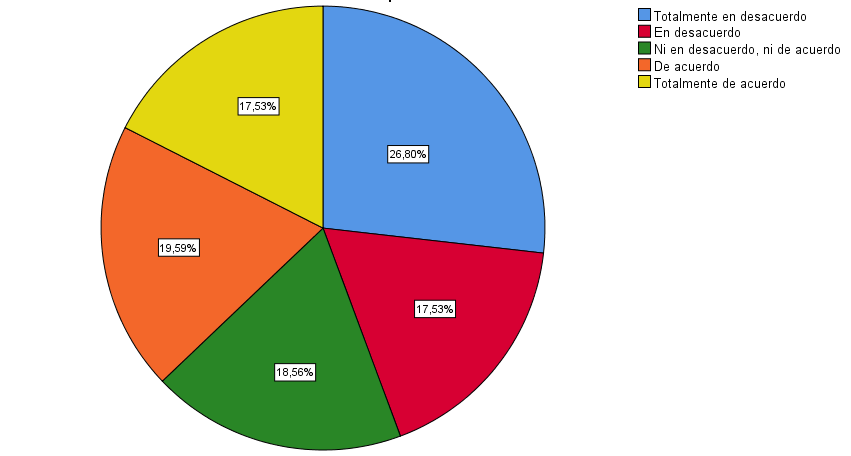 Totalmente en desacuerdo
En desacuerdo
Ni en desacuerdo, ni de acuerdo
De acuerdo
Totalmente de acuerdo
17,53%
26,80%
19,59%
17,53%
18,56%